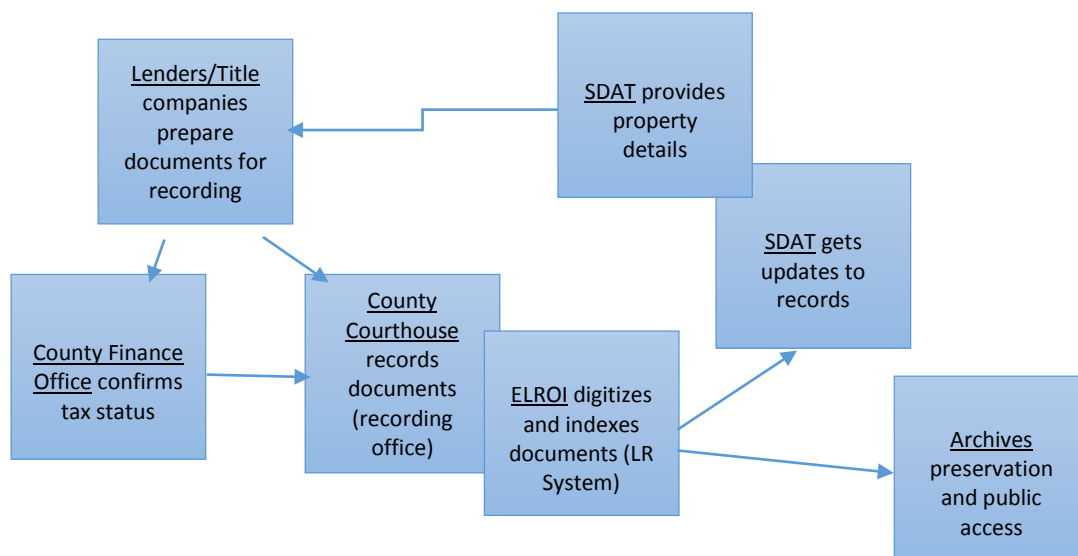 Lenders/Title
companies
prepare
documents for
recording
SDAT provides
property
details
SDAT gets
updates to
records
County Finance
Office confirms
tax status
County
Courthouse
records
documents
(recording
office)
ELROI digitizes
and indexes
documents (LR
System)
Archives
preservation
and public
access